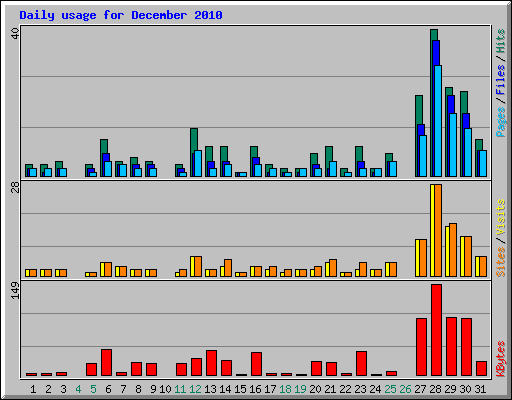 Daily usage for December 2010
40
Pages / Files / Hits
28
Sites / Visits
149
KBytes
1 2 3 4 5 6 7 8 9 10 11 12 13 14 15 16 17 18 19 20 21 22 23 24 25 26 27 28 29 30 31